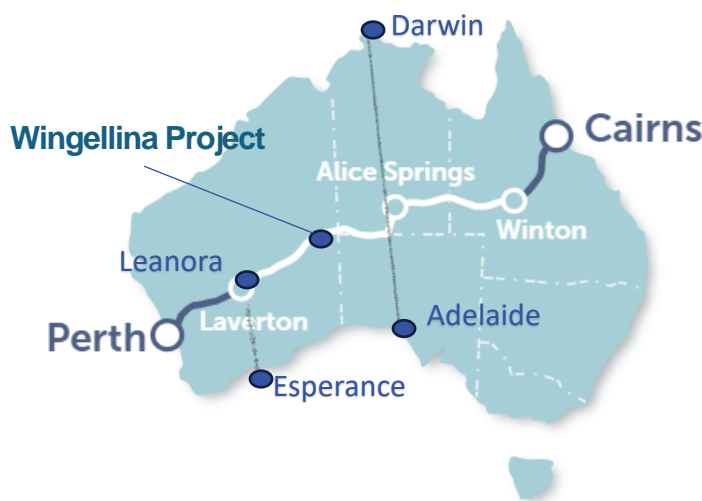 Darwin
Cairns
Wingellina Project
Alice Springs
Winton
Leanora
Laverton
Adelaide
Perth
Esperance